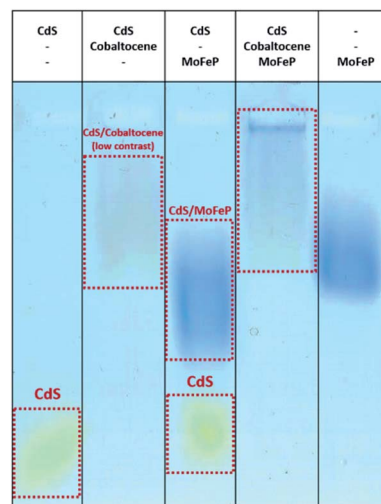 CdS
-
-
CdS
Cobaltocene
-
CdS
-
MoFeP
CdS
Cobaltocene
MoFeP
-
-
MoFeP
CdS/Cobaltocene
(low contrast)
CdS/MoFeP
CdS
CdS